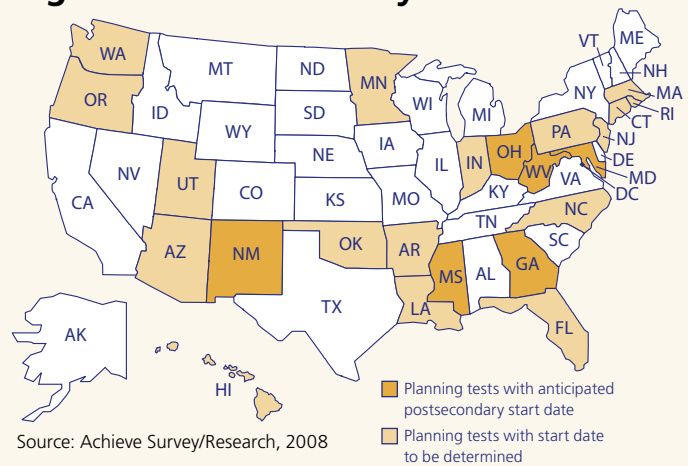 WA
MT
ND
MN
VT
ME
OR
ID
SD
WI
MI
NY
NH
MA
RI
CT
WY
IA
PA
NJ
NE
IL
IN
OH
DE
NV
UT
CO
WV
VA
MD
CA
KS
MO
KY
DC
TN
NC
AZ
NM
OK
AR
SC
MS
AL
GA
TX
LA
FL
AK
HI
Planning tests with anticipated
postsecondary start date
Planning tests with start date
to be determined
Source: Achieve Survey/Research, 2008